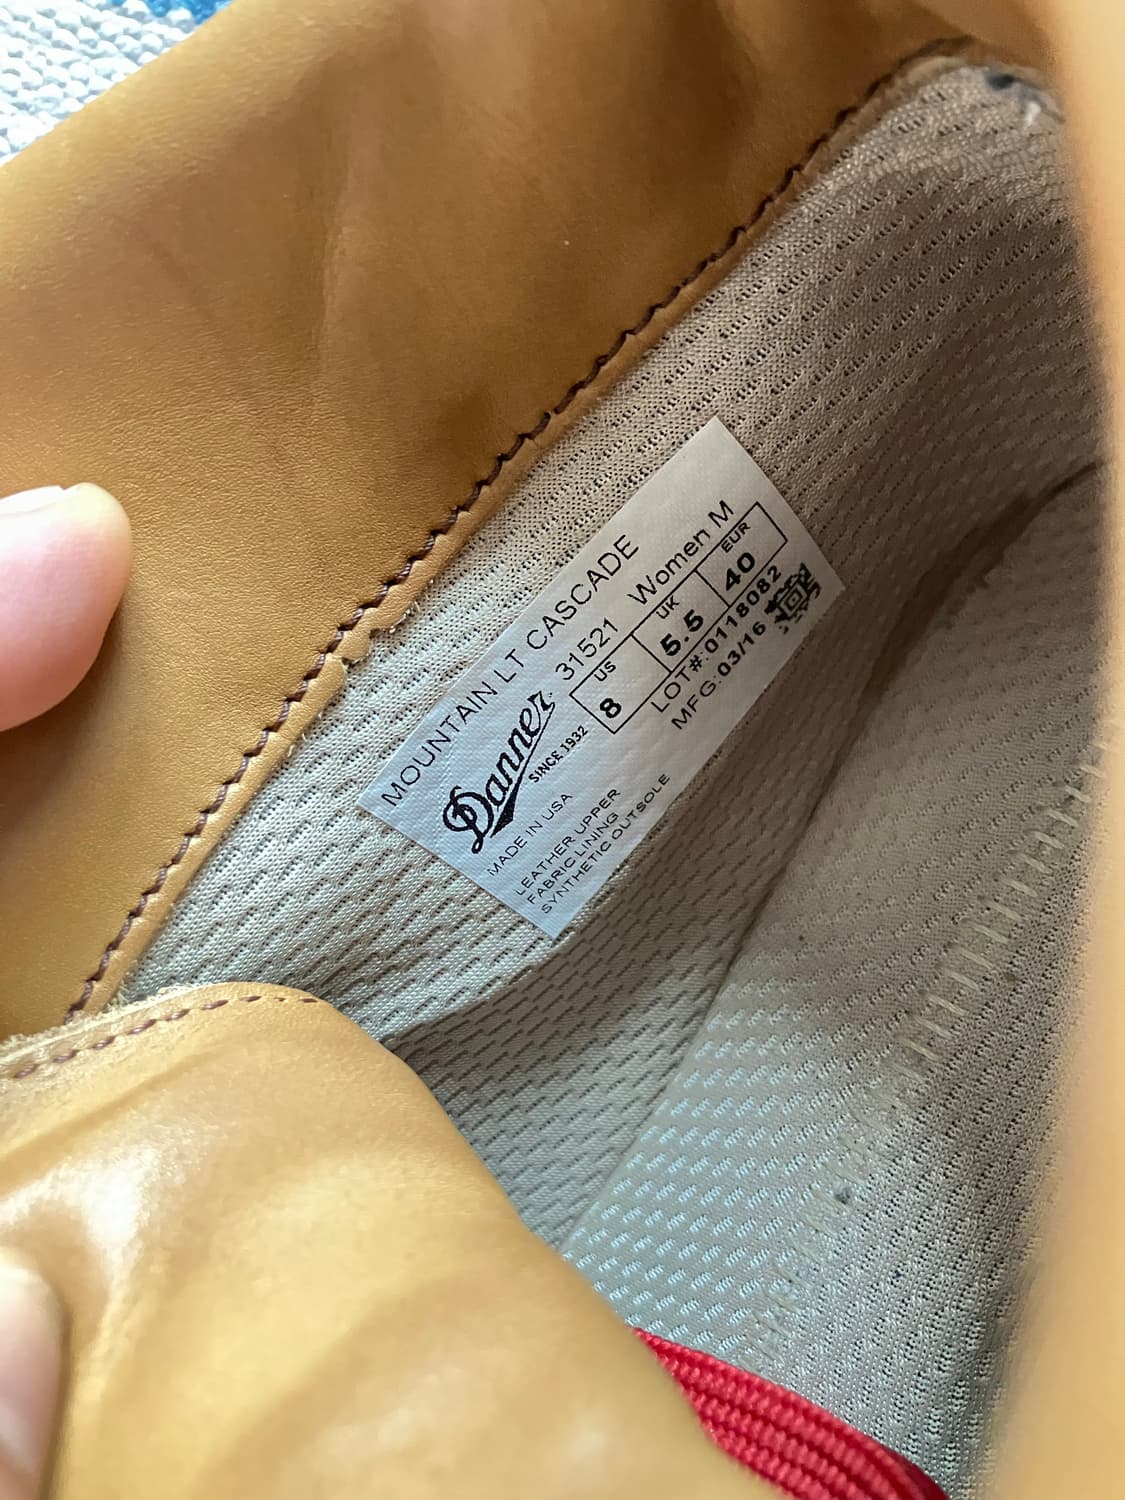 MOUNTAIN LT CASCADE
Danner
SINCE 1932
31521 Women M
US UK EUR
8 5.5 40
LOT#:0118082
MFG:03/16
MADE IN USA
LEATHER UPPER
FABRIC LINING
SYNTHETIC OUTSOLE